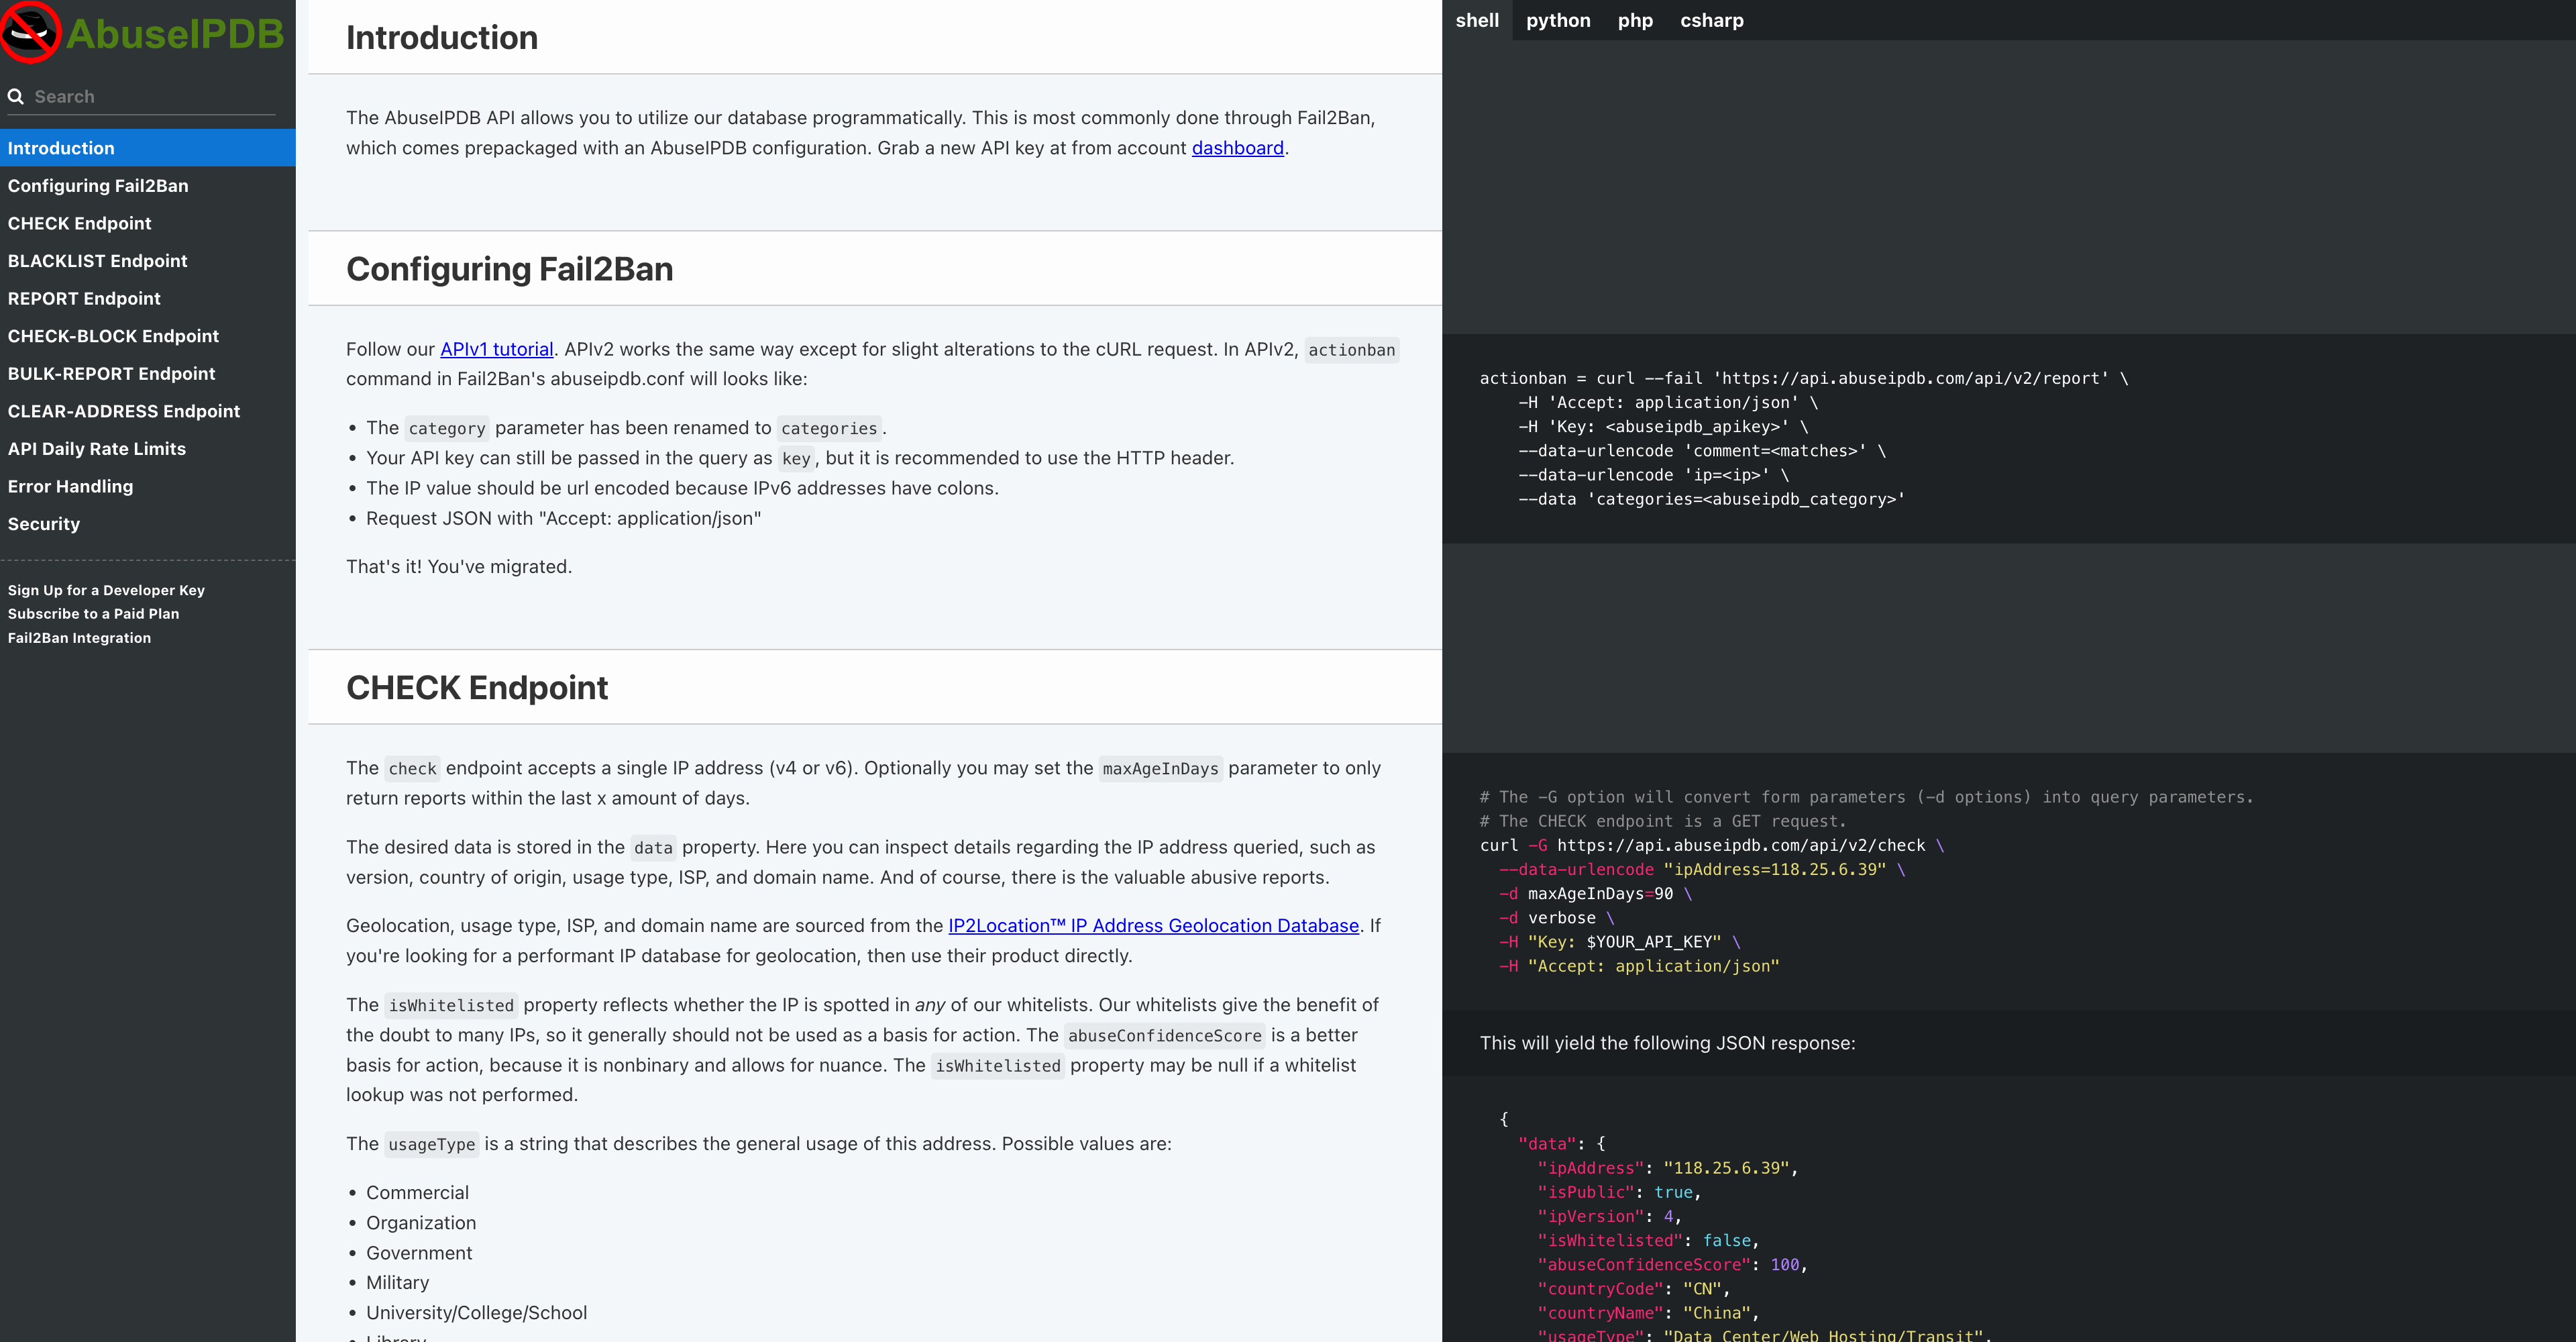 AbuseIPDB
Search
Introduction
Configuring Fail2Ban
CHECK Endpoint
BLACKLIST Endpoint
REPORT Endpoint
CHECK-BLOCK Endpoint
BULK-REPORT Endpoint
CLEAR-ADDRESS Endpoint
API Daily Rate Limits
Error Handling
Security
Sign Up for a Developer Key
Subscribe to a Paid Plan
Fail2Ban Integration
Introduction
The AbuseIPDB API allows you to utilize our database programmatically. This is most commonly done through Fail2Ban,
which comes prepackaged with an AbuseIPDB configuration. Grab a new API key at from account dashboard.
Configuring Fail2Ban
Follow our APIv1 tutorial. APIv2 works the same way except for slight alterations to the cURL request. In APIv2, actionban
command in Fail2Ban's abuseipdb.conf will looks like:
• The category parameter has been renamed to categories.
• Your API key can still be passed in the query as key, but it is recommended to use the HTTP header.
• The IP value should be url encoded because IPv6 addresses have colons.
• Request JSON with "Accept: application/json"
That's it! You've migrated.
CHECK Endpoint
The check endpoint accepts a single IP address (v4 or v6). Optionally you may set the maxAgeInDays parameter to only
return reports within the last x amount of days.
The desired data is stored in the data property. Here you can inspect details regarding the IP address queried, such as
version, country of origin, usage type, ISP, and domain name. And of course, there is the valuable abusive reports.
Geolocation, usage type, ISP, and domain name are sourced from the IP2Location™ IP Address Geolocation Database. If
you're looking for a performant IP database for geolocation, then use their product directly.
The isWhitelisted property reflects whether the IP is spotted in any of our whitelists. Our whitelists give the benefit of
the doubt to many IPs, so it generally should not be used as a basis for action. The abuseConfidenceScore is a better
basis for action, because it is nonbinary and allows for nuance. The isWhitelisted property may be null if a whitelist
lookup was not performed.
The usageType is a string that describes the general usage of this address. Possible values are:
• Commercial
• Organization
• Government
• Military
• University/College/School
• Library
shell python php csharp
actionban = curl --fail 'https://api.abuseipdb.com/api/v2/report' \
-H 'Accept: application/json' \
-H 'Key: <abuseipdb_apikey>' \
--data-urlencode 'comment=<matches>' \
--data-urlencode 'ip=<ip>' \
--data 'categories=<abuseipdb_category>'
# The -G option will convert form parameters (-d options) into query parameters.
# The CHECK endpoint is a GET request.
curl -G https://api.abuseipdb.com/api/v2/check \
--data-urlencode "ipAddress=118.25.6.39" \
-d maxAgeInDays=90 \
-d verbose \
-H "Key: $YOUR_API_KEY" \
-H "Accept: application/json"
This will yield the following JSON response:
{
"data": {
"ipAddress": "118.25.6.39",
"isPublic": true,
"ipVersion": 4,
"isWhitelisted": false,
"abuseConfidenceScore": 100,
"countryCode": "CN",
"countryName": "China",
"usageType": "Data Center/Web Hosting/Transit",